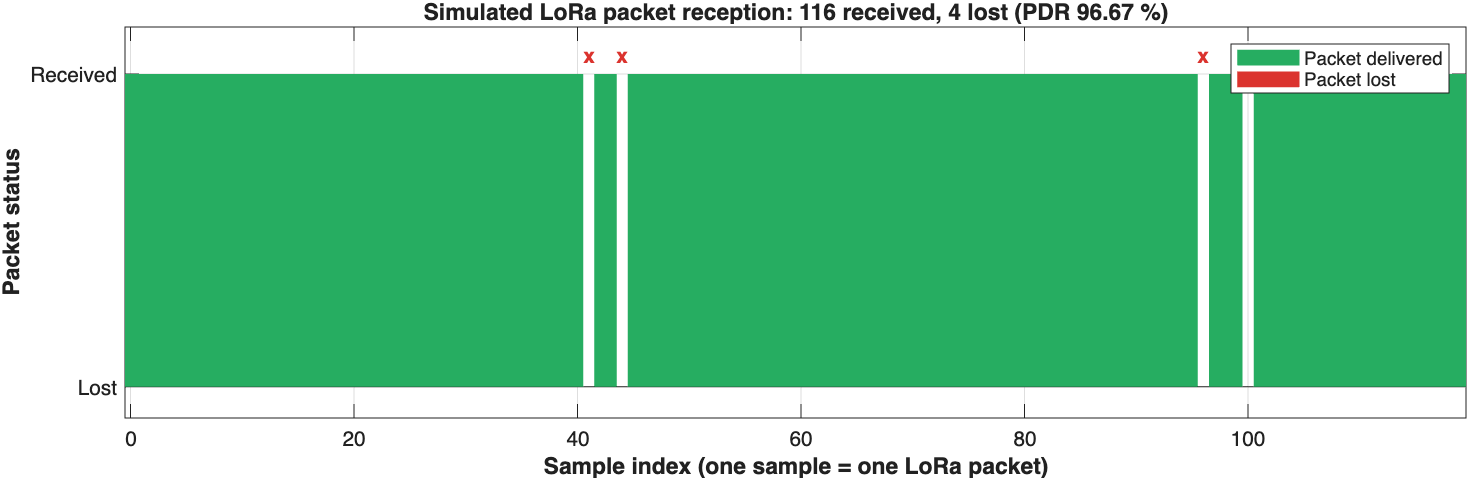 Simulated LoRa packet reception: 116 received, 4 lost (PDR 96.67 %)
x x x
Packet delivered
Packet lost
Received
Lost
Packet status
0 20 40 60 80 100
Sample index (one sample = one LoRa packet)